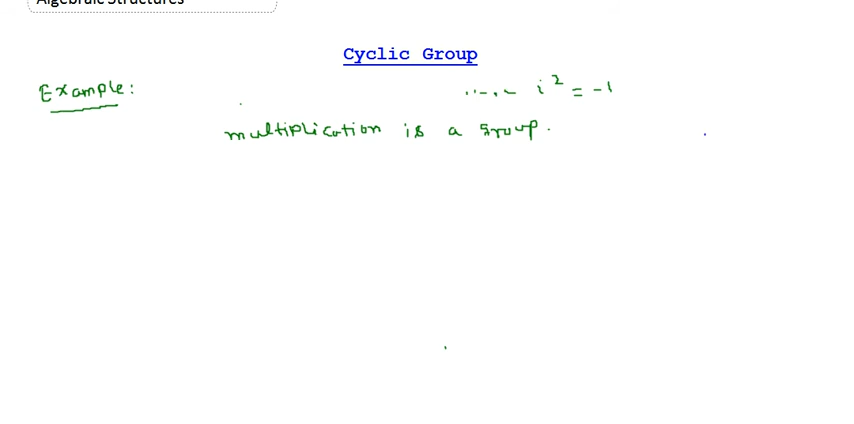 Algebraic Structures
Cyclic Group
Example: i² = -1
multiplication is a group.